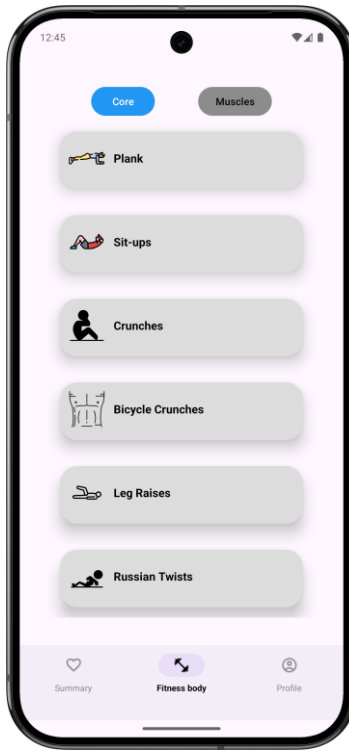 12:45
Core
Muscles
Plank
Sit-ups
Crunches
Bicycle Crunches
Leg Raises
Russian Twists
Summary
Fitness body
Profile